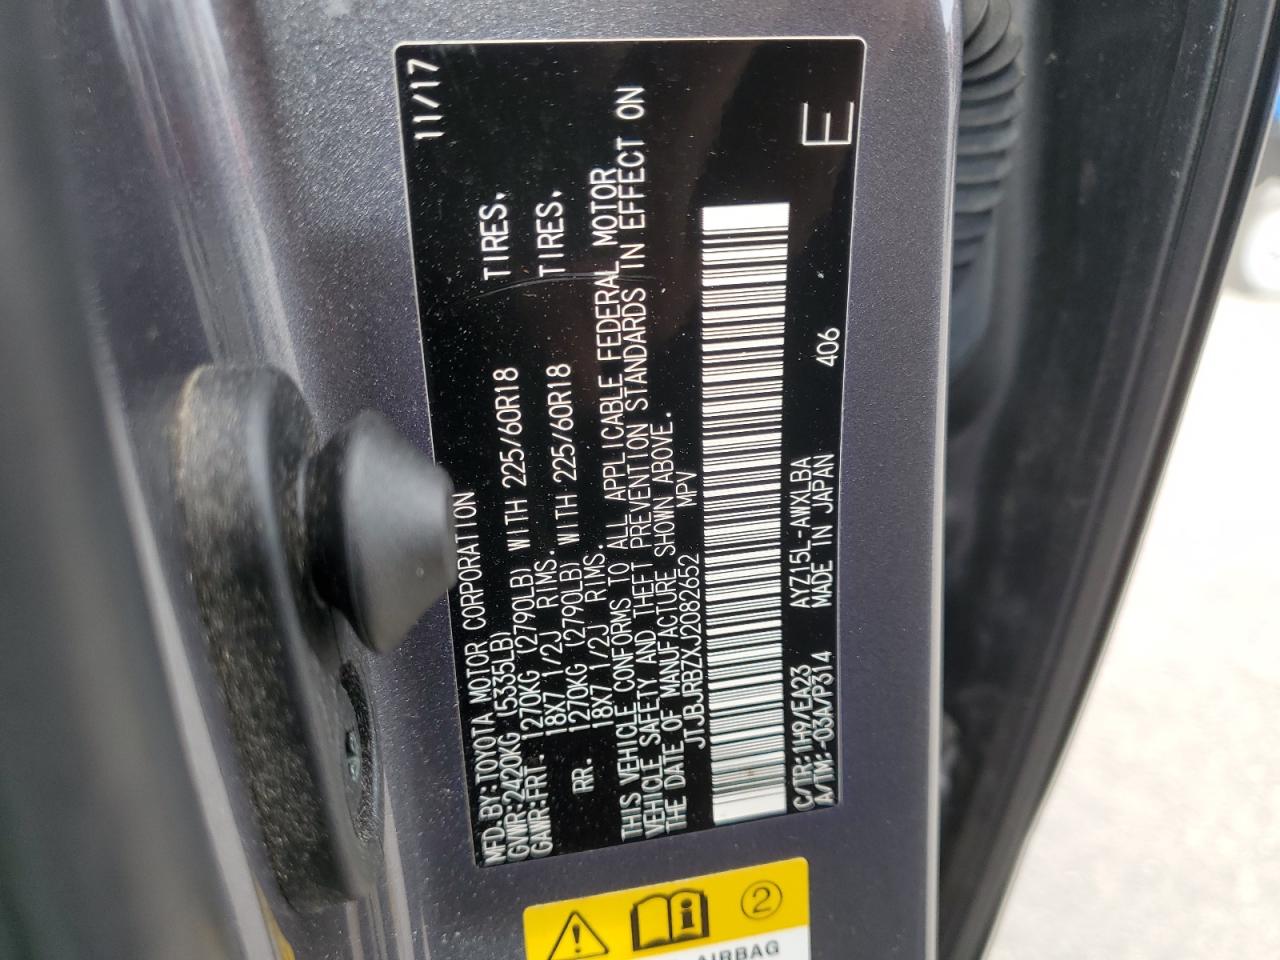 MFD. BY: TOYOTA MOTOR CORPORATION 11/17
GVWR: 2420KG (5335LB)
GAWR: FRT. 1270KG (2790LB) WITH 225/60R18 TIRES,
18X7 1/2J RIMS.
RR. 1270KG (2790LB) WITH 225/60R18 TIRES,
18X7 1/2J RIMS.
THIS VEHICLE CONFORMS TO ALL APPLICABLE FEDERAL MOTOR
VEHICLE SAFETY AND THEFT PREVENTION STANDARDS IN EFFECT ON
THE DATE OF MANUFACTURE SHOWN ABOVE.
JTJBJRBZXJ2082652 MPV
C/TR: 1H9/EA23 AYZ15L-AWXLBA 406 E
A/TM: -03A/P314 MADE IN JAPAN
2
AIRBAG